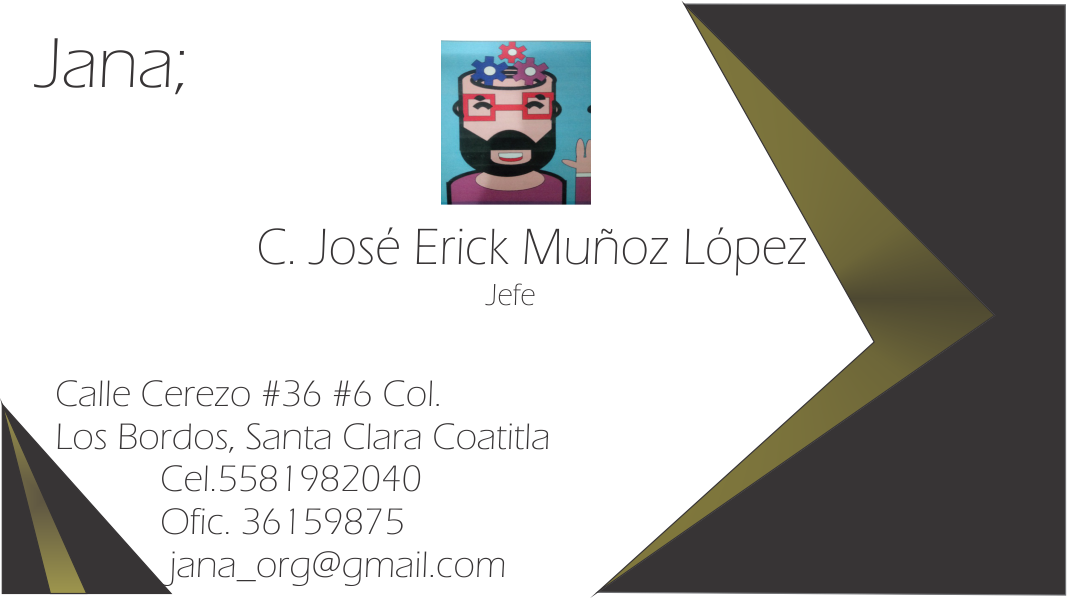 Jana;
C. José Erick Muñoz López
Jefe
Calle Cerezo #36 #6 Col.
Los Bordos, Santa Clara Coatitla
Cel.5581982040
Ofic. 36159875
jana_org@gmail.com